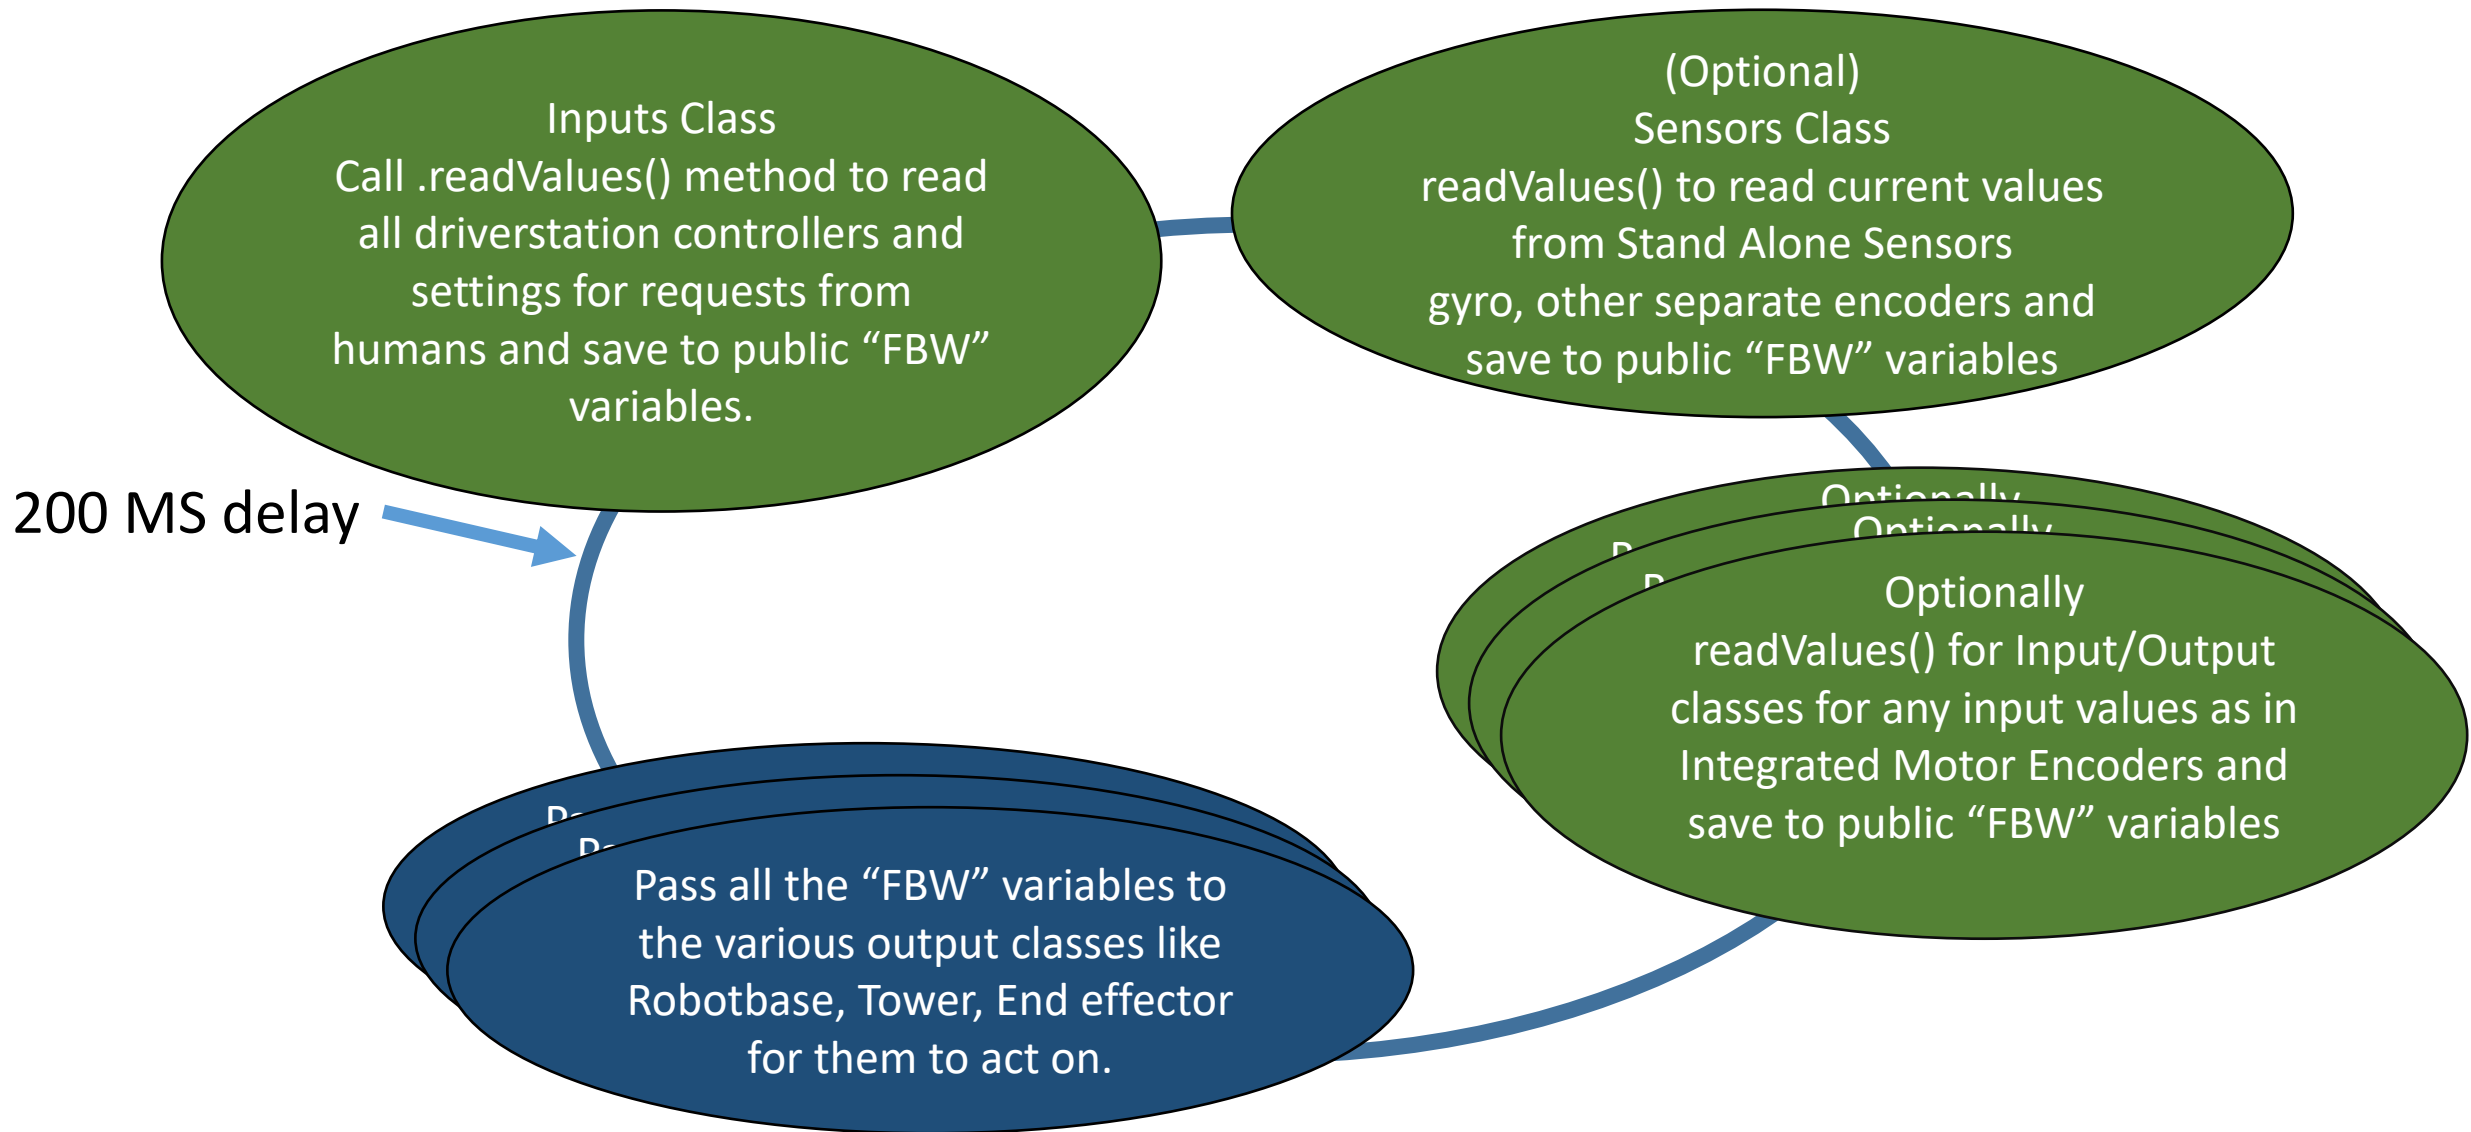 Inputs Class
Call .readValues() method to read
all driverstation controllers and
settings for requests from
humans and save to public “FBW”
variables.
(Optional)
Sensors Class
readValues() to read current values
from Stand Alone Sensors
gyro, other separate encoders and
save to public “FBW” variables
200 MS delay
Optionally
Optionally
Optionally
readValues() for Input/Output
classes for any input values as in
Integrated Motor Encoders and
save to public “FBW” variables
Pass all the “FBW” variables to
the various output classes like
Robotbase, Tower, End effector
for them to act on.